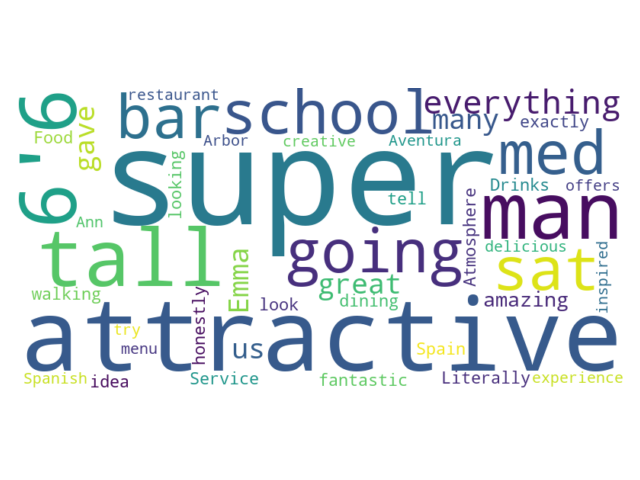 restaurant
6'6
bar
school
everything
Food
gave
many
exactly
Arbor
creative
Aventura
super
med
looking
tell
Drinks
offers
man
Ann
tall
going
Atmosphere
delicious
sat
inspired
Emma
great
walking
dining
amazing
look
attractive
honestly
try
menu
us
Spain
Spanish
idea
Service
fantastic
Literally
experience